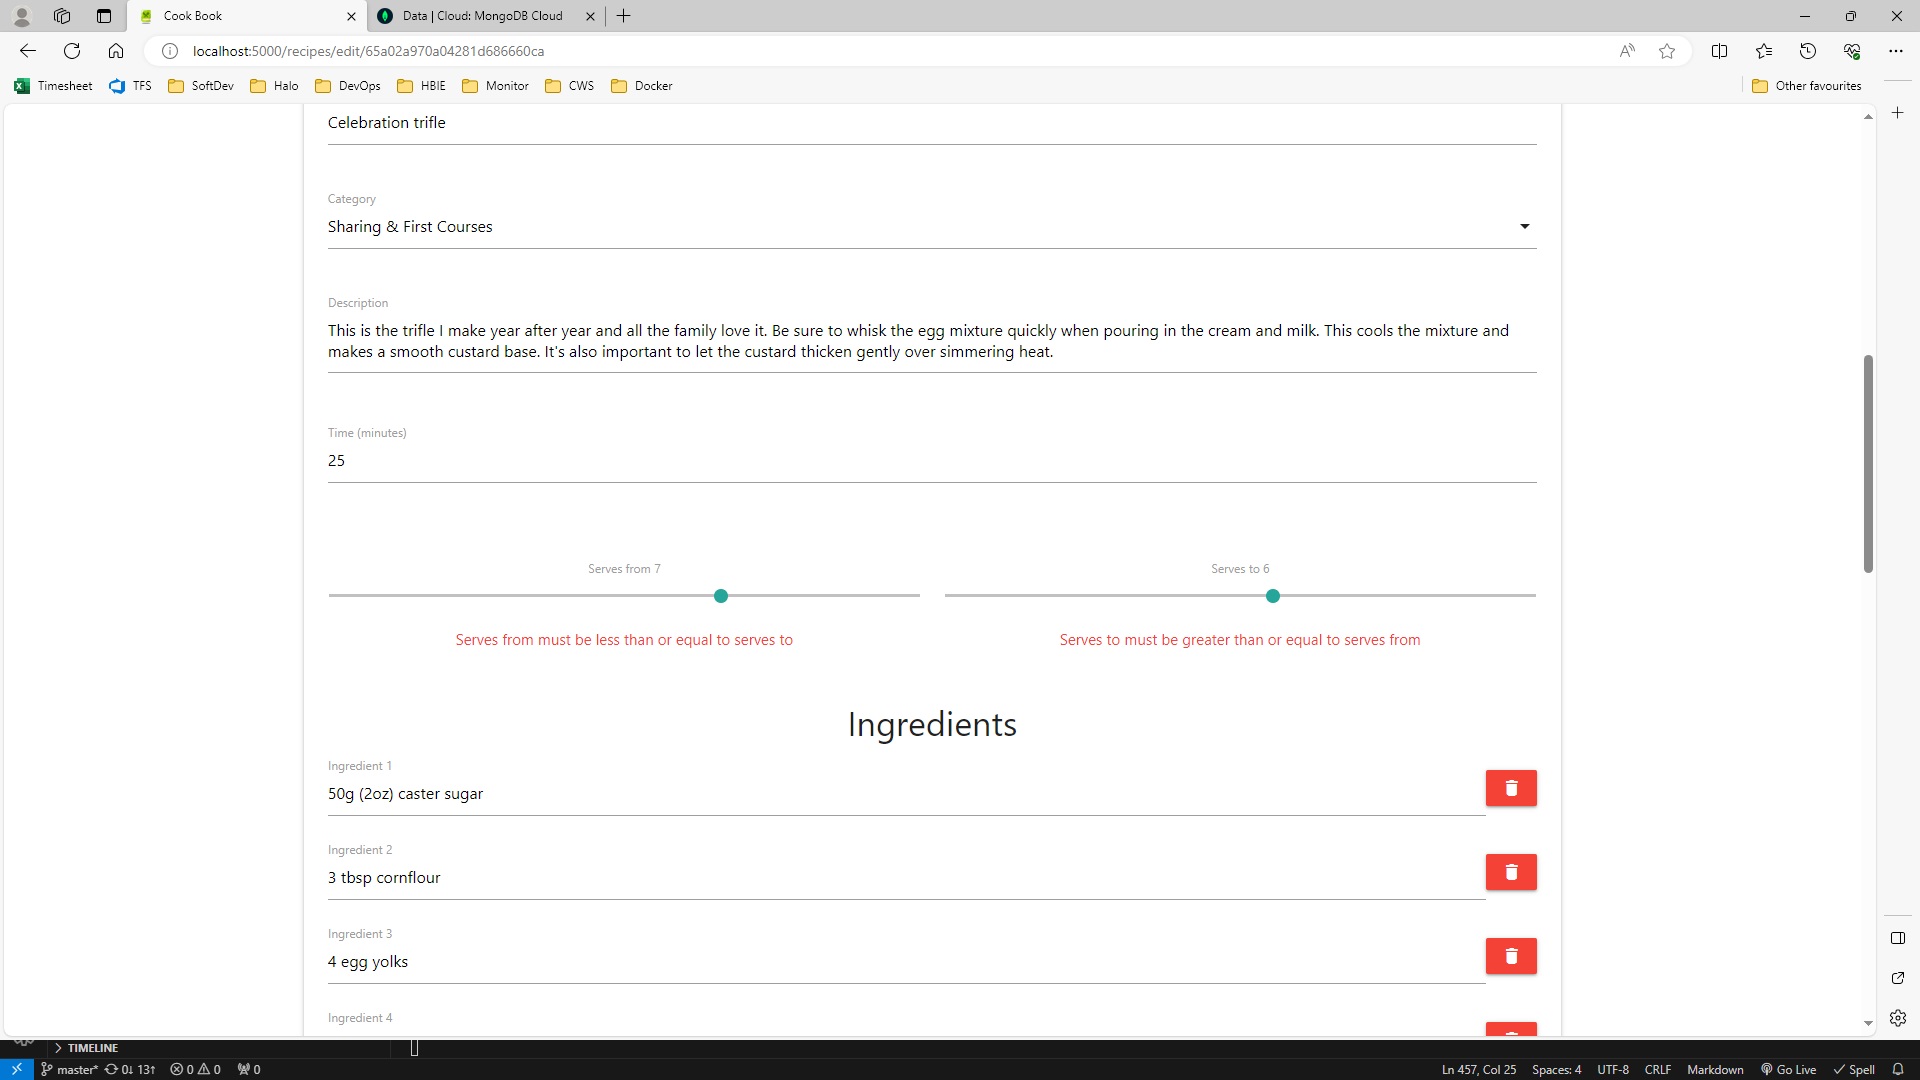 Cook Book
Data | Cloud: MongoDB Cloud
localhost:5000/recipes/edit/65a02a970a04281d686660ca
Timesheet
TFS
SoftDev
Halo
DevOps
HBIE
Monitor
CWS
Docker
Other favourites
Celebration trifle
Category
Sharing & First Courses
Description
This is the trifle I make year after year and all the family love it. Be sure to whisk the egg mixture quickly when pouring in the cream and milk. This cools the mixture and
makes a smooth custard base. It's also important to let the custard thicken gently over simmering heat.
Time (minutes)
25
Serves from 7
Serves to 6
Serves from must be less than or equal to serves to
Serves to must be greater than or equal to serves from
Ingredients
Ingredient 1
50g (2oz) caster sugar
Ingredient 2
3 tbsp cornflour
Ingredient 3
4 egg yolks
Ingredient 4
TIMELINE
master* 0↓ 13↑ 0 0 0
Ln 457, Col 25 Spaces: 4 UTF-8 CRLF Markdown Go Live Spell